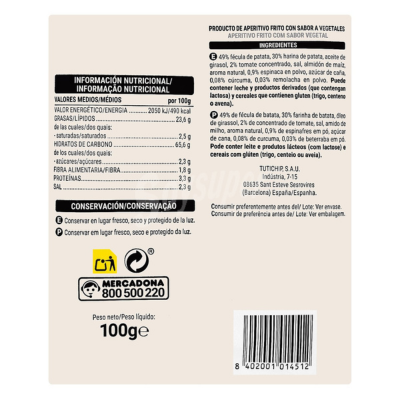 PRODUCTO DE APERITIVO FRITO CON SABOR A VEGETALES
APERITIVO FRITO COM SABOR VEGETAL
INGREDIENTES
E 49% fécula de patata, 30% harina de patata, aceite de
girasol, 2% tomate concentrado, sal, almidón de maíz,
aroma natural, 0.9% espinaca en polvo, azúcar de caña,
0.08% cúrcuma, 0.03% remolacha en polvo. Puede
contener leche y productos derivados (que contengan
lactosa) y cereales que contienen gluten (trigo, centeno
o avena).
P 49% de fécula de batata, 30% farinha de batata, óleo
de girassol, 2% de concentrado de tomate, sal, amido de
milho, aroma natural, 0.9% de espinafres em pó, açúcar
de cana, 0,08% de cúrcuma, 0.03% de beterraba em pó.
Pode conter leite e produtos lácteos (com lactose) e
cereais com glúten (trigo, centeio ou aveia).
TUTICHIP, S.A.U.
Indústria, 7-15
08635 Sant Esteve Sesrovires
(Barcelona) España/Espanha.
Consumir preferentemente antes del/ Lote: Ver envase.
Consumir de preferência antes de/ Lote: Ver embalagem.
INFORMACIÓN NUTRICIONAL/
INFORMAÇÃO NUTRICIONAL
VALORES MEDIOS/MÉDIOS por 100g
VALOR ENERGÉTICO/ENERGIA 2050 kJ/490 kcal
GRASAS/LÍPIDOS 23,6 g
de las cuales/dos quais:
-saturadas/saturados 2,5 g
HIDRATOS DE CARBONO 65,6 g
de los cuales/dos quais:
-azúcares/açúcares 2,3 g
FIBRA ALIMENTARIA/FIBRA 1,8 g
PROTEÍNAS 3,3 g
SAL 2,3 g
CONSERVACIÓN/CONSERVAÇÃO
E Conservar en lugar fresco, seco y protegido de la luz.
P Conservar em lugar fresco, seco e protegido da luz.
MERCADONA
800 500 220
Peso neto/Peso líquido:
100g e
8 402001 014512